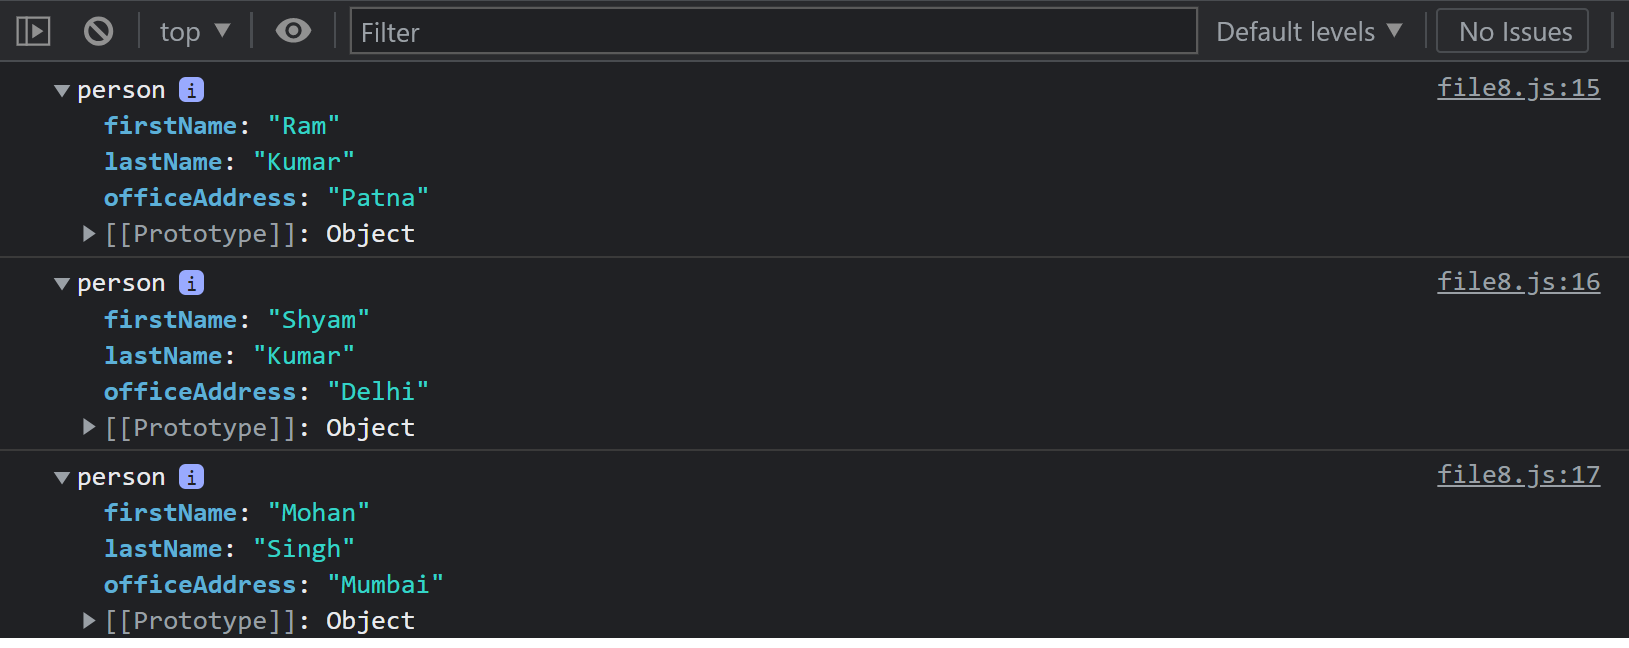 top ▼ Filter Default levels ▼ No Issues
▼ person i file8.js:15
firstName: "Ram"
lastName: "Kumar"
officeAddress: "Patna"
▶ [[Prototype]]: Object
▼ person i file8.js:16
firstName: "Shyam"
lastName: "Kumar"
officeAddress: "Delhi"
▶ [[Prototype]]: Object
▼ person i file8.js:17
firstName: "Mohan"
lastName: "Singh"
officeAddress: "Mumbai"
▶ [[Prototype]]: Object